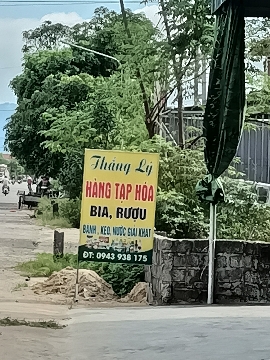 Thắng Lý
HÀNG TẠP HÓA
BIA, RƯỢU
BÁNH, KẸO, NƯỚC GIẢI KHÁT
ĐT: 0943 938 175